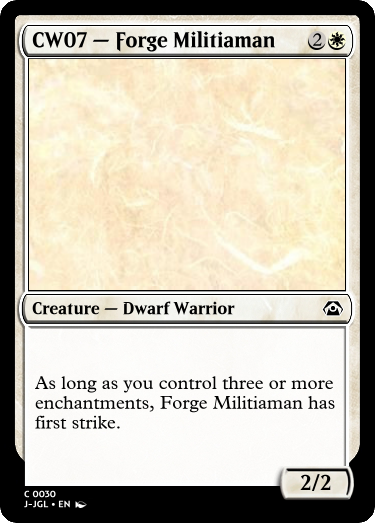 CW07 — Forge Militiaman 2
Creature — Dwarf Warrior
As long as you control three or more
enchantments, Forge Militiaman has
first strike.
2/2
C 0030
J-JGL • EN